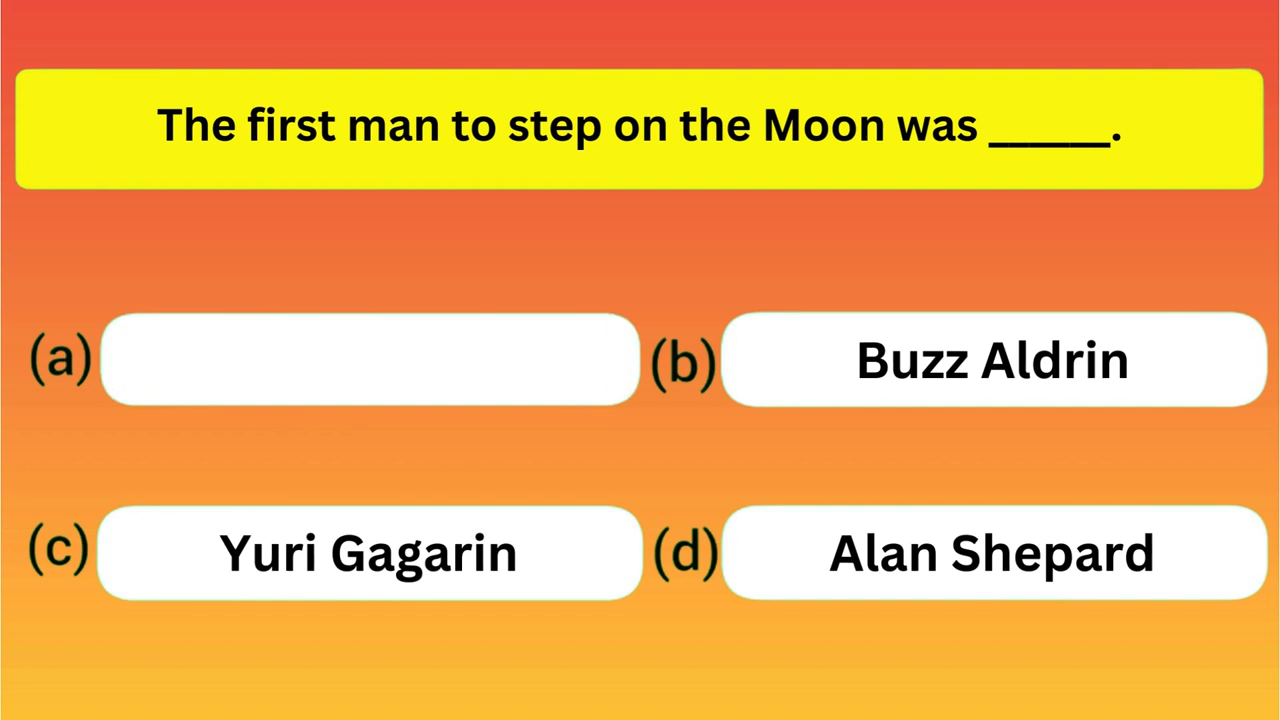 The first man to step on the Moon was ______.
(a)
(b) Buzz Aldrin
(c) Yuri Gagarin
(d) Alan Shepard